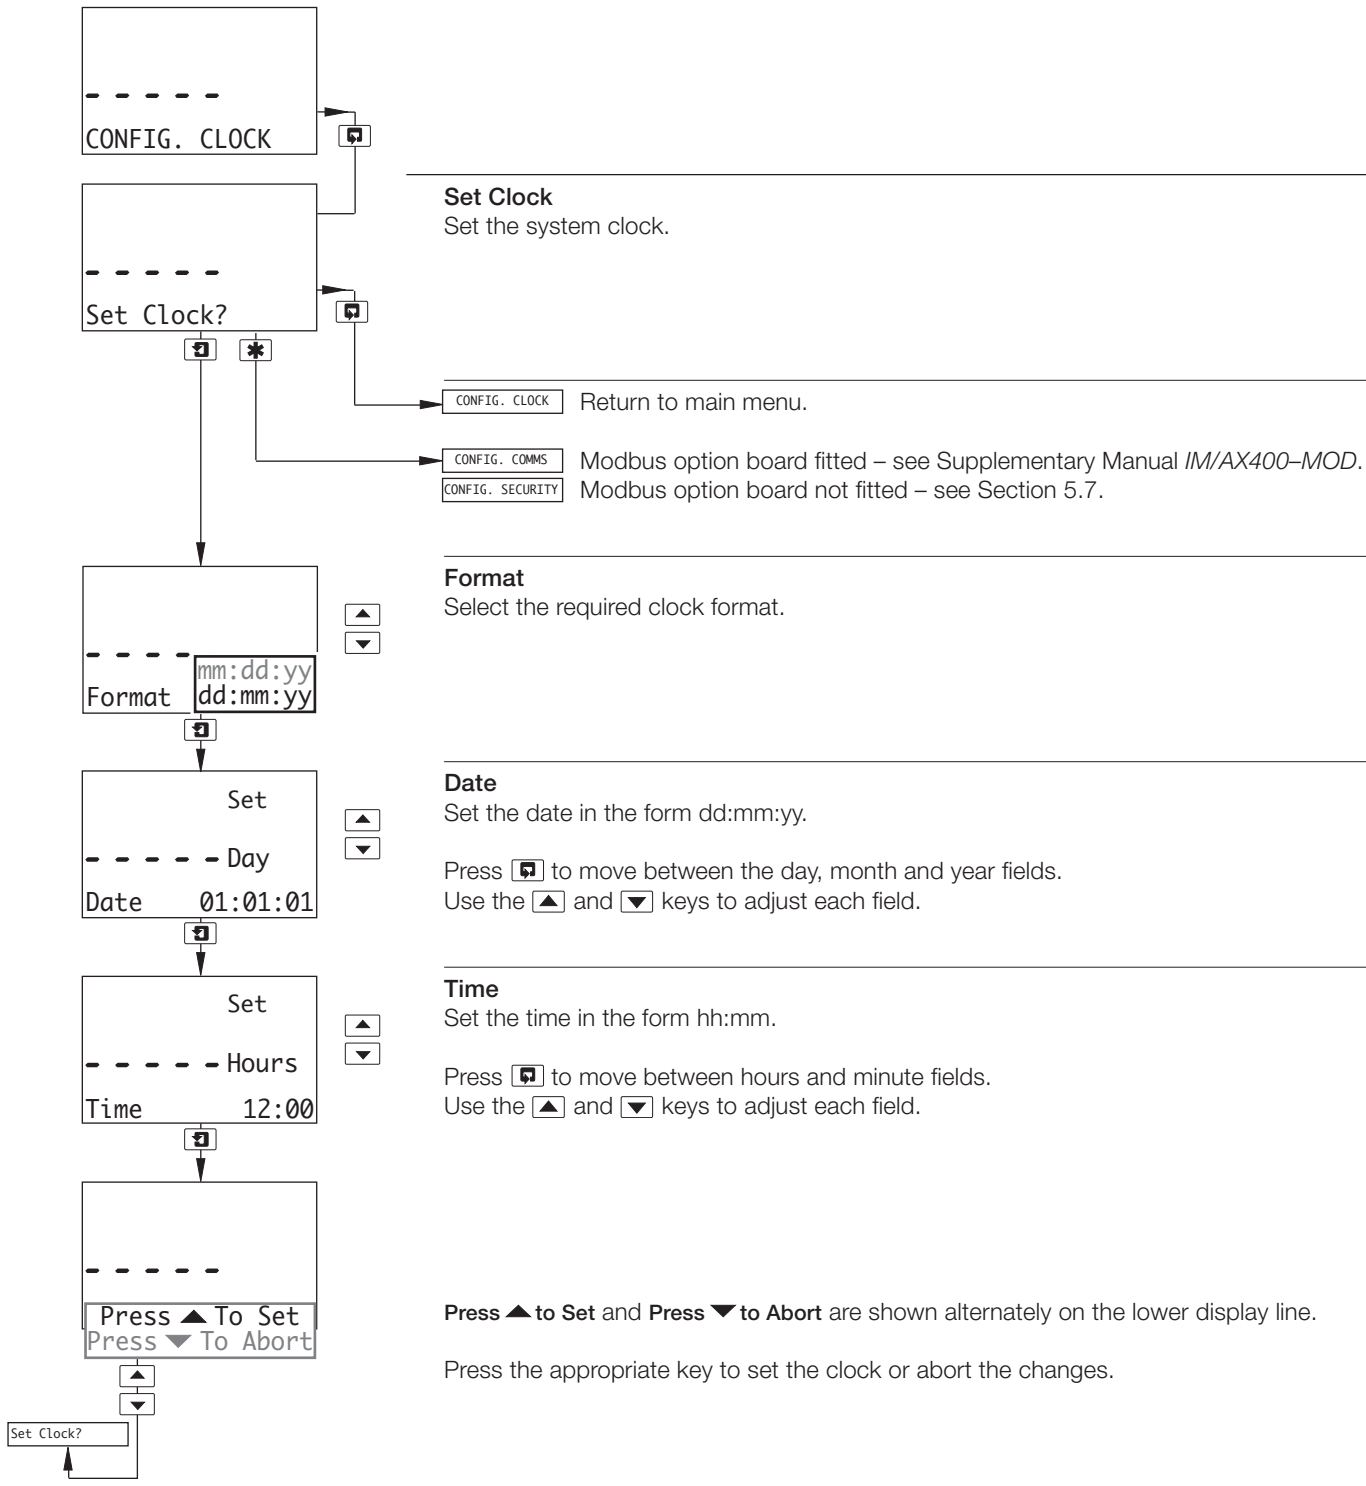 CONFIG. CLOCK
Set Clock
Set the system clock.
Set Clock?
CONFIG. CLOCK Return to main menu.
CONFIG. COMMS Modbus option board fitted – see Supplementary Manual IM/AX400–MOD.
CONFIG. SECURITY Modbus option board not fitted – see Section 5.7.
Format
Select the required clock format.
mm:dd:yy
Format dd:mm:yy
Date
Set the date in the form dd:mm:yy.
Set
Day
Date 01:01:01
Press to move between the day, month and year fields.
Use the ▲ and ▼ keys to adjust each field.
Time
Set the time in the form hh:mm.
Set
Hours
Time 12:00
Press to move between hours and minute fields.
Use the ▲ and ▼ keys to adjust each field.
Press ▲ To Set
Press ▼ To Abort
Press ▲ to Set and Press ▼ to Abort are shown alternately on the lower display line.
Press the appropriate key to set the clock or abort the changes.
Set Clock?